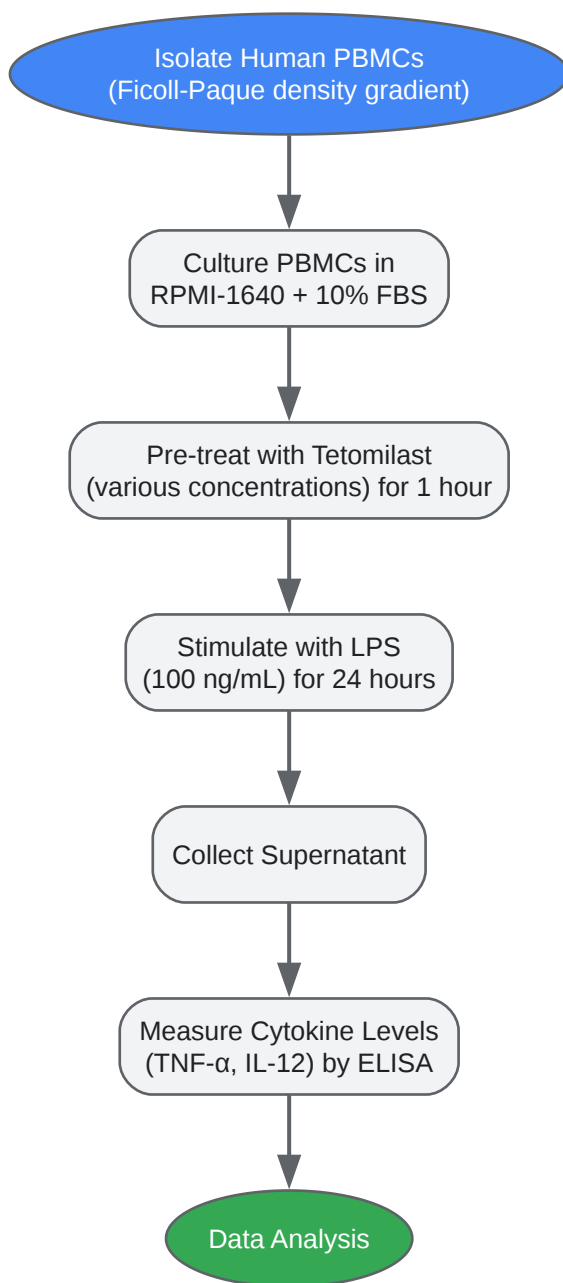 Isolate Human PBMCs
(Ficoll-Paque density gradient)
Culture PBMCs in
RPMI-1640 + 10% FBS
Pre-treat with Tetomilast
(various concentrations) for 1 hour
Stimulate with LPS
(100 ng/mL) for 24 hours
Collect Supernatant
Measure Cytokine Levels
(TNF-α, IL-12) by ELISA
Data Analysis